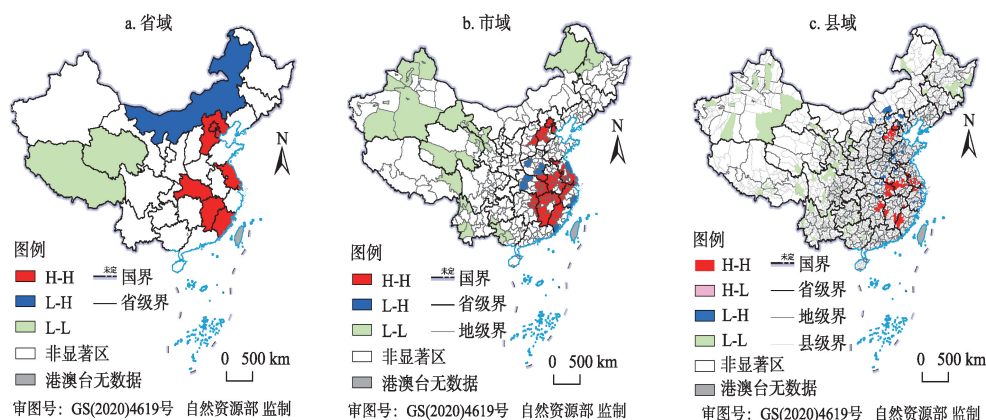 a. 省域
N
图例
H-H
未定
国界
L-H
省级界
L-L
非显著区
港澳台无数据
0 500 km
审图号：GS(2020)4619号 自然资源部 监制
b. 市域
N
图例
H-H
未定
国界
L-H
省级界
L-L
地级界
非显著区
港澳台无数据
0 500 km
审图号：GS(2020)4619号 自然资源部 监制
c. 县域
N
图例
H-H
未定
国界
H-L
省级界
L-H
地级界
L-L
县级界
非显著区
港澳台无数据
0 500 km
审图号：GS(2020)4619号 自然资源部 监制